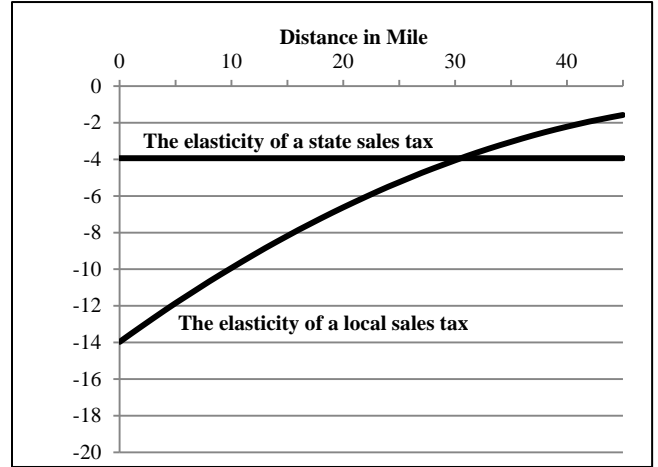 Distance in Mile
0 10 20 30 40
0
-2
The elasticity of a state sales tax
-4
-6
-8
-10
-12
The elasticity of a local sales tax
-14
-16
-18
-20